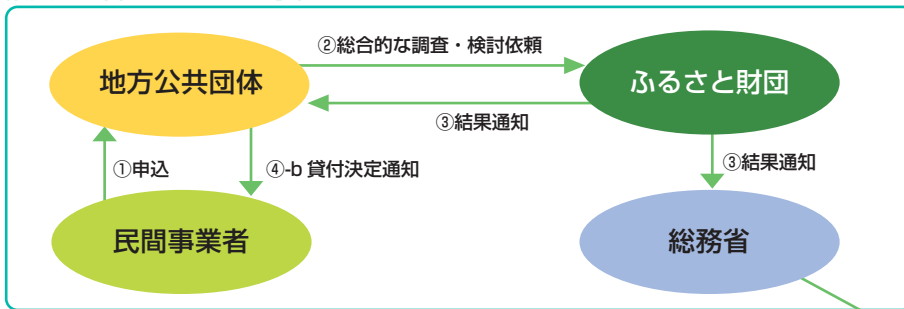 ②総合的な調査・検討依頼
地方公共団体
ふるさと財団
③結果通知
①申込
④-b 貸付決定通知
③結果通知
民間事業者
総務省